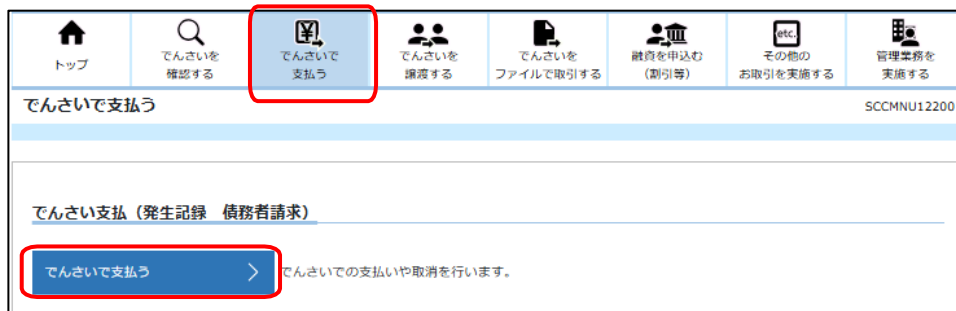 トップ
でんさいを
確認する
でんさいで
支払う
でんさいを
譲渡する
でんさいを
ファイルで取引する
融資を申込む
(割引等)
etc.
その他の
お取引を実施する
管理業務を
実施する
でんさいで支払う
SCCMNU12200
でんさい支払（発生記録　債務者請求）
でんさいで支払う
でんさいでの支払いや取消を行います。